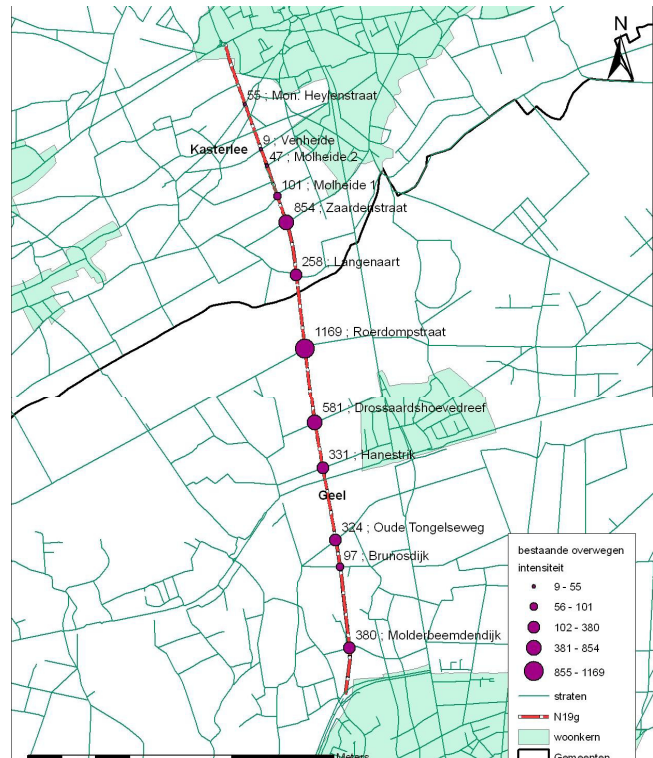 N
55 ; Mon. Heylenstraat
9 ; Venheide
Kasterlee
47 ; Molheide 2
101 ; Molheide 1
854 ; Zaardenstraat
258 ; Langenaart
1169 ; Roerdompstraat
581 ; Drossaardshoevedreef
331 ; Hanestrik
Geel
324 ; Oude Tongelseweg
97 ; Brunosdijk
380 ; Molderbeemdendijk
bestaande overwegen
intensiteit
9 - 55
56 - 101
102 - 380
381 - 854
855 - 1169
straten
N19g
woonkern
Gemeenten
Meters